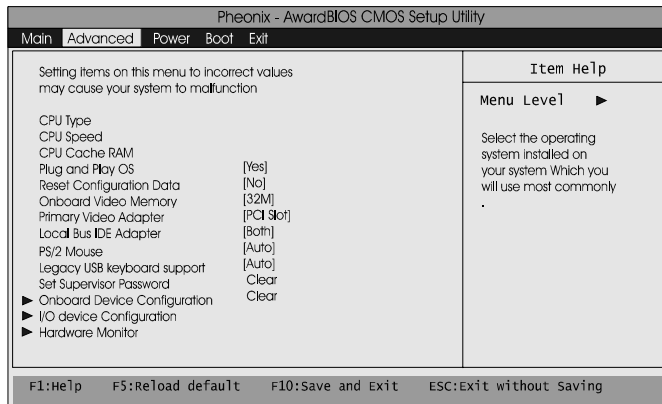 Pheonix - AwardBIOS CMOS Setup Utility
Main Advanced Power Boot Exit
Setting items on this menu to incorrect values
may cause your system to malfunction
CPU Type
CPU Speed
CPU Cache RAM
Plug and Play OS [Yes]
Reset Configuration Data [No]
Onboard Video Memory [32M]
Primary Video Adapter [PCI Slot]
Local Bus IDE Adapter [Both]
PS/2 Mouse [Auto]
Legacy USB keyboard support [Auto]
Set Supervisor Password Clear
▶ Onboard Device Configuration Clear
▶ I/O device Configuration
▶ Hardware Monitor
Item Help
Menu Level ▶
Select the operating
system installed on
your system Which you
will use most commonly
.
F1:Help F5:Reload default F10:Save and Exit ESC:Exit without Saving